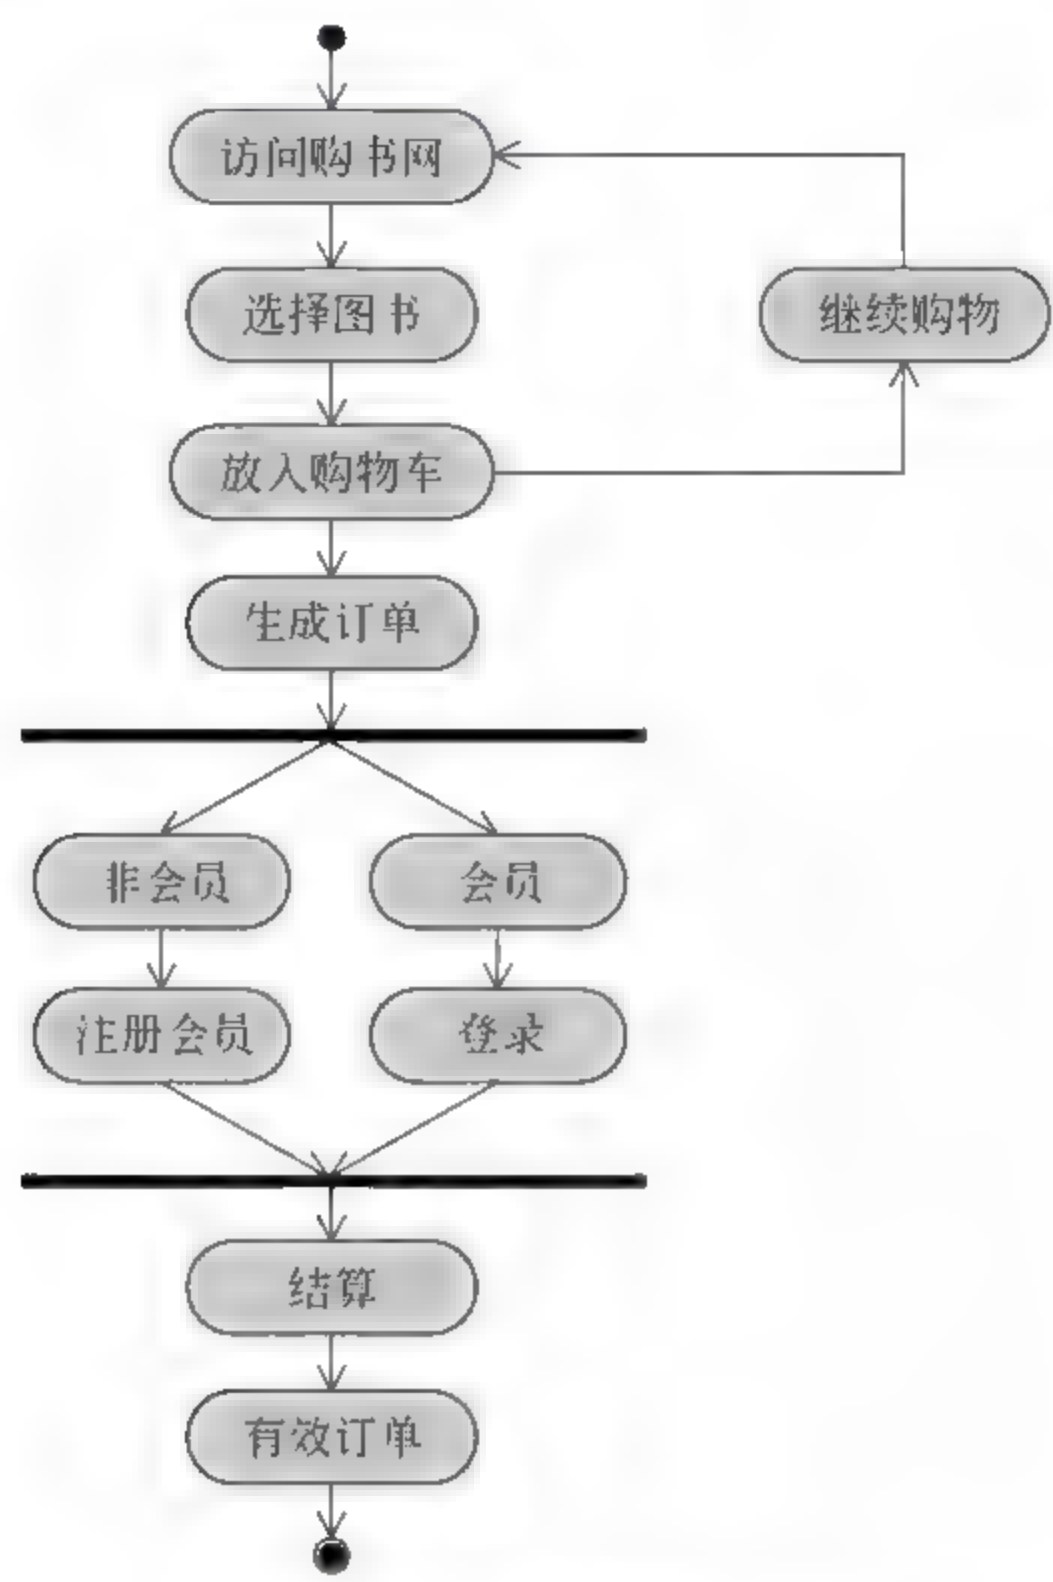 访问购书网
选择图书
继续购物
放入购物车
生成订单
非会员
会员
注册会员
登录
结算
有效订单